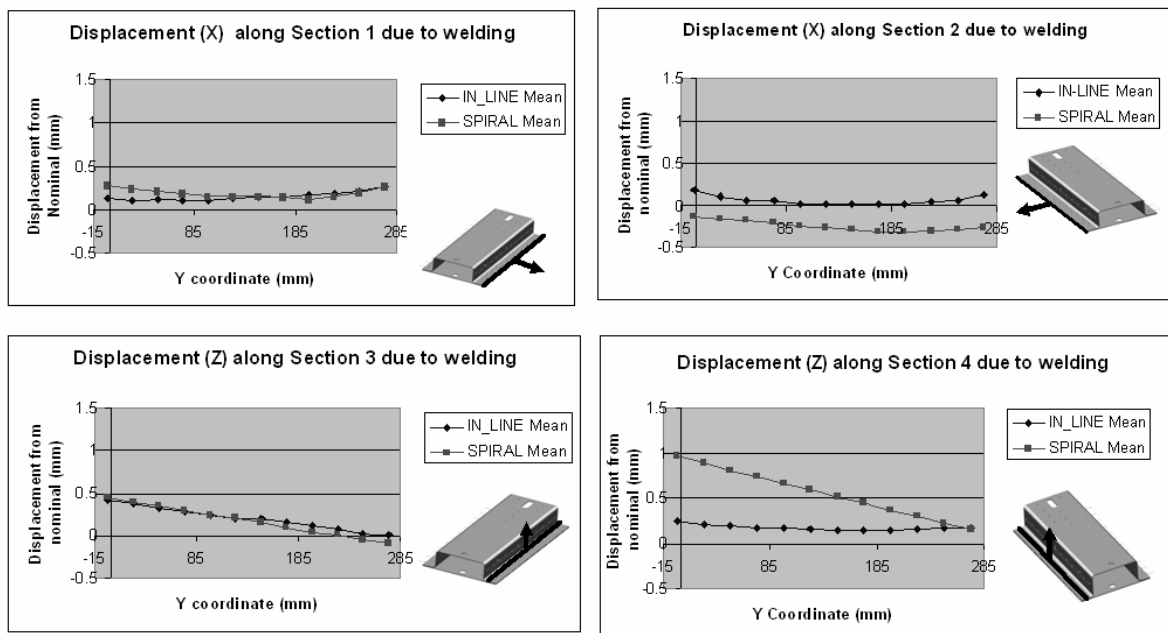 Displacement (X) along Section 1 due to welding
Displacement from
Nominal (mm)
1.5
1
0.5
0
-0.5
-15
85
185
285
Y coordinate (mm)
IN_LINE Mean
SPIRAL Mean
Displacement (X) along Section 2 due to welding
Displacement from
nominal (mm)
1.5
1
0.5
0
-0.5
-15
85
185
285
Y Coordinate (mm)
IN-LINE Mean
SPIRAL Mean
Displacement (Z) along Section 3 due to welding
Displacement from
nominal (mm)
1.5
1
0.5
0
-0.5
-15
85
185
285
Y coordinate (mm)
IN_LINE Mean
SPIRAL Mean
Displacement (Z) along Section 4 due to welding
Displacement from
nominal (mm)
1.5
1
0.5
0
-0.5
-15
85
185
285
Y Coordinate (mm)
IN_LINE Mean
SPIRAL Mean